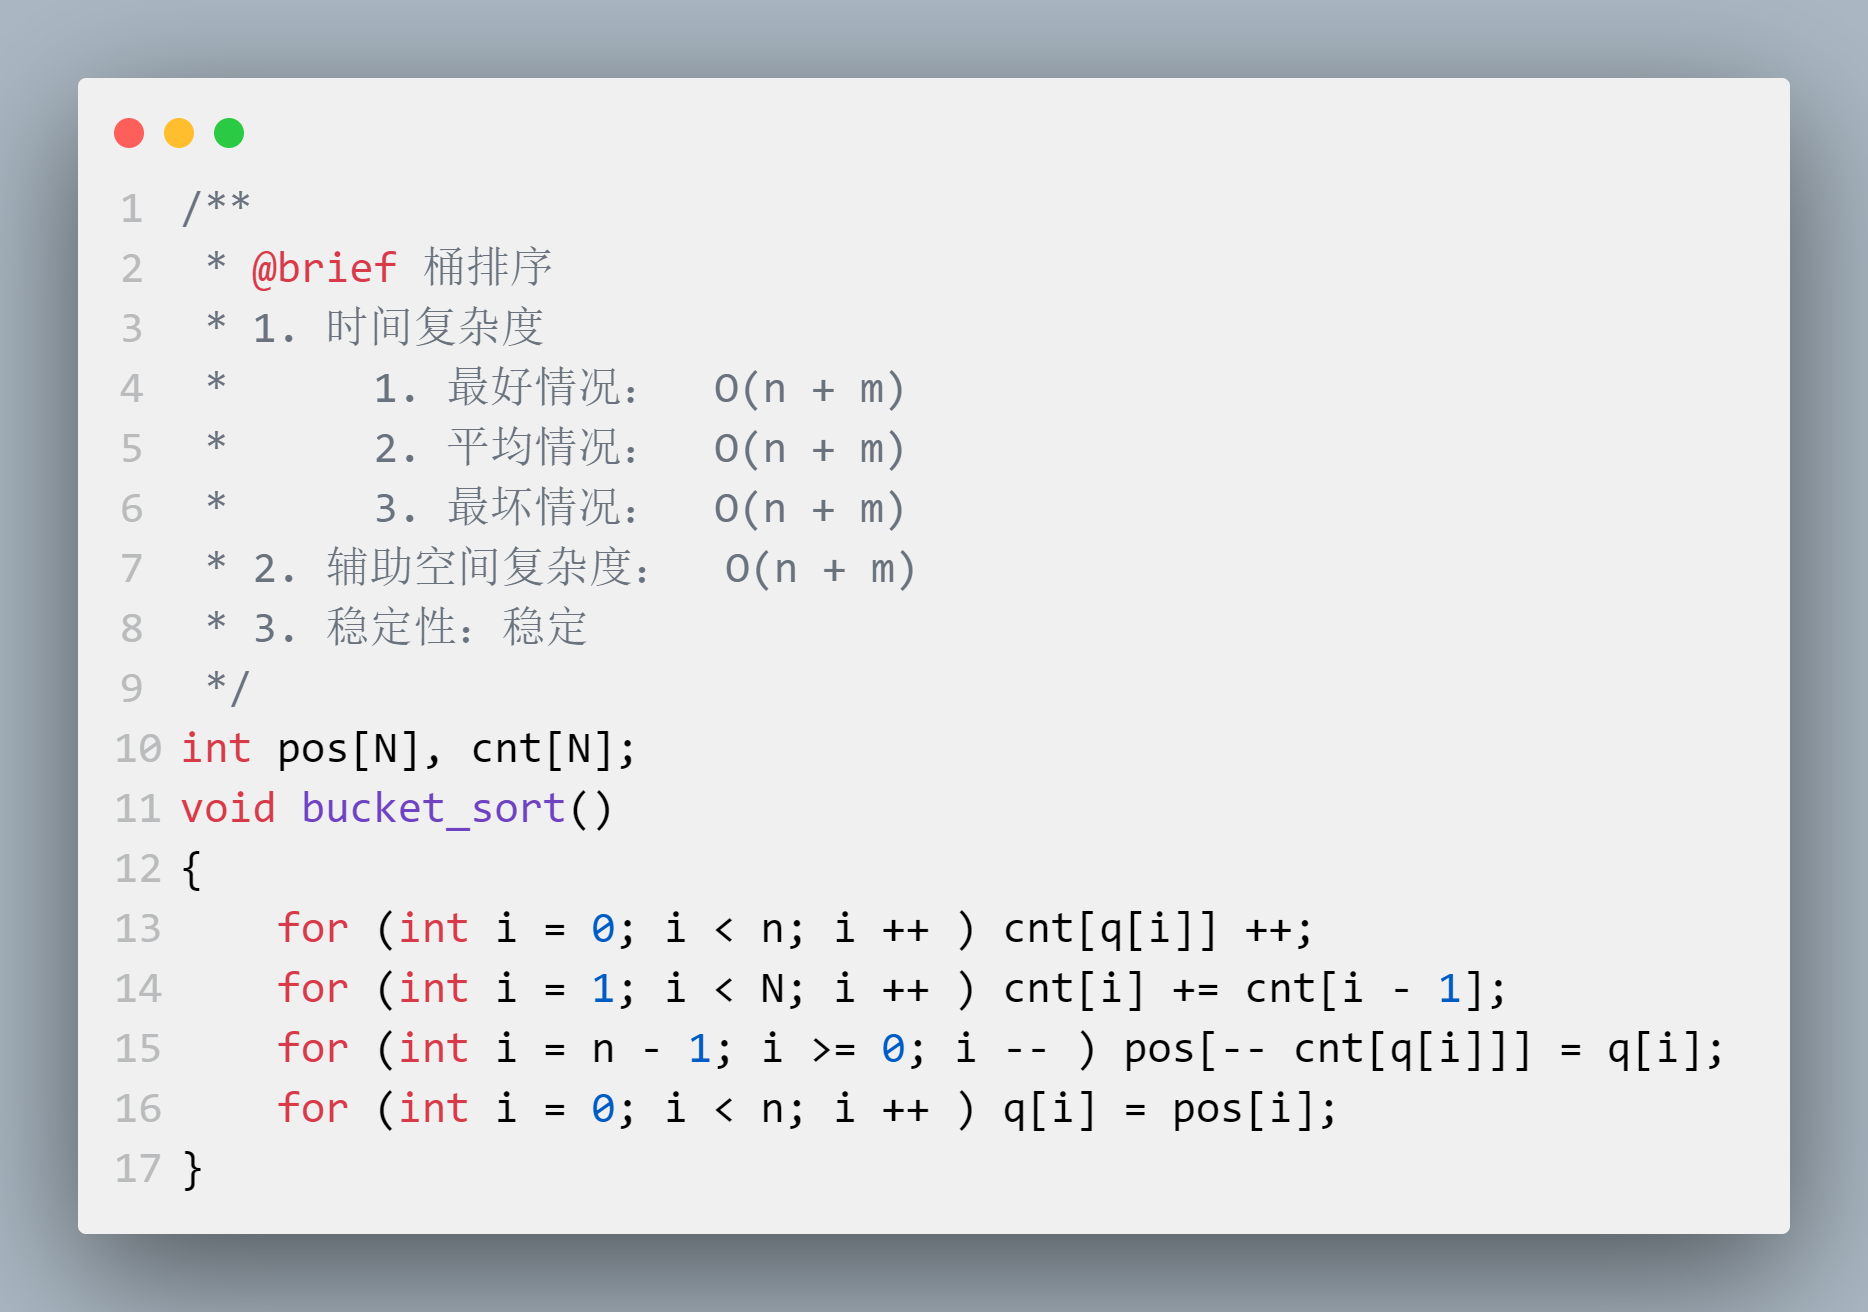 1 /**
2  * @brief 桶排序
3  * 1. 时间复杂度
4  *      1. 最好情况：  O(n + m)
5  *      2. 平均情况：  O(n + m)
6  *      3. 最坏情况：  O(n + m)
7  * 2. 辅助空间复杂度：  O(n + m)
8  * 3. 稳定性：稳定
9  */
10 int pos[N], cnt[N];
11 void bucket_sort()
12 {
13     for (int i = 0; i < n; i ++ ) cnt[q[i]] ++;
14     for (int i = 1; i < N; i ++ ) cnt[i] += cnt[i - 1];
15     for (int i = n - 1; i >= 0; i -- ) pos[-- cnt[q[i]]] = q[i];
16     for (int i = 0; i < n; i ++ ) q[i] = pos[i];
17 }